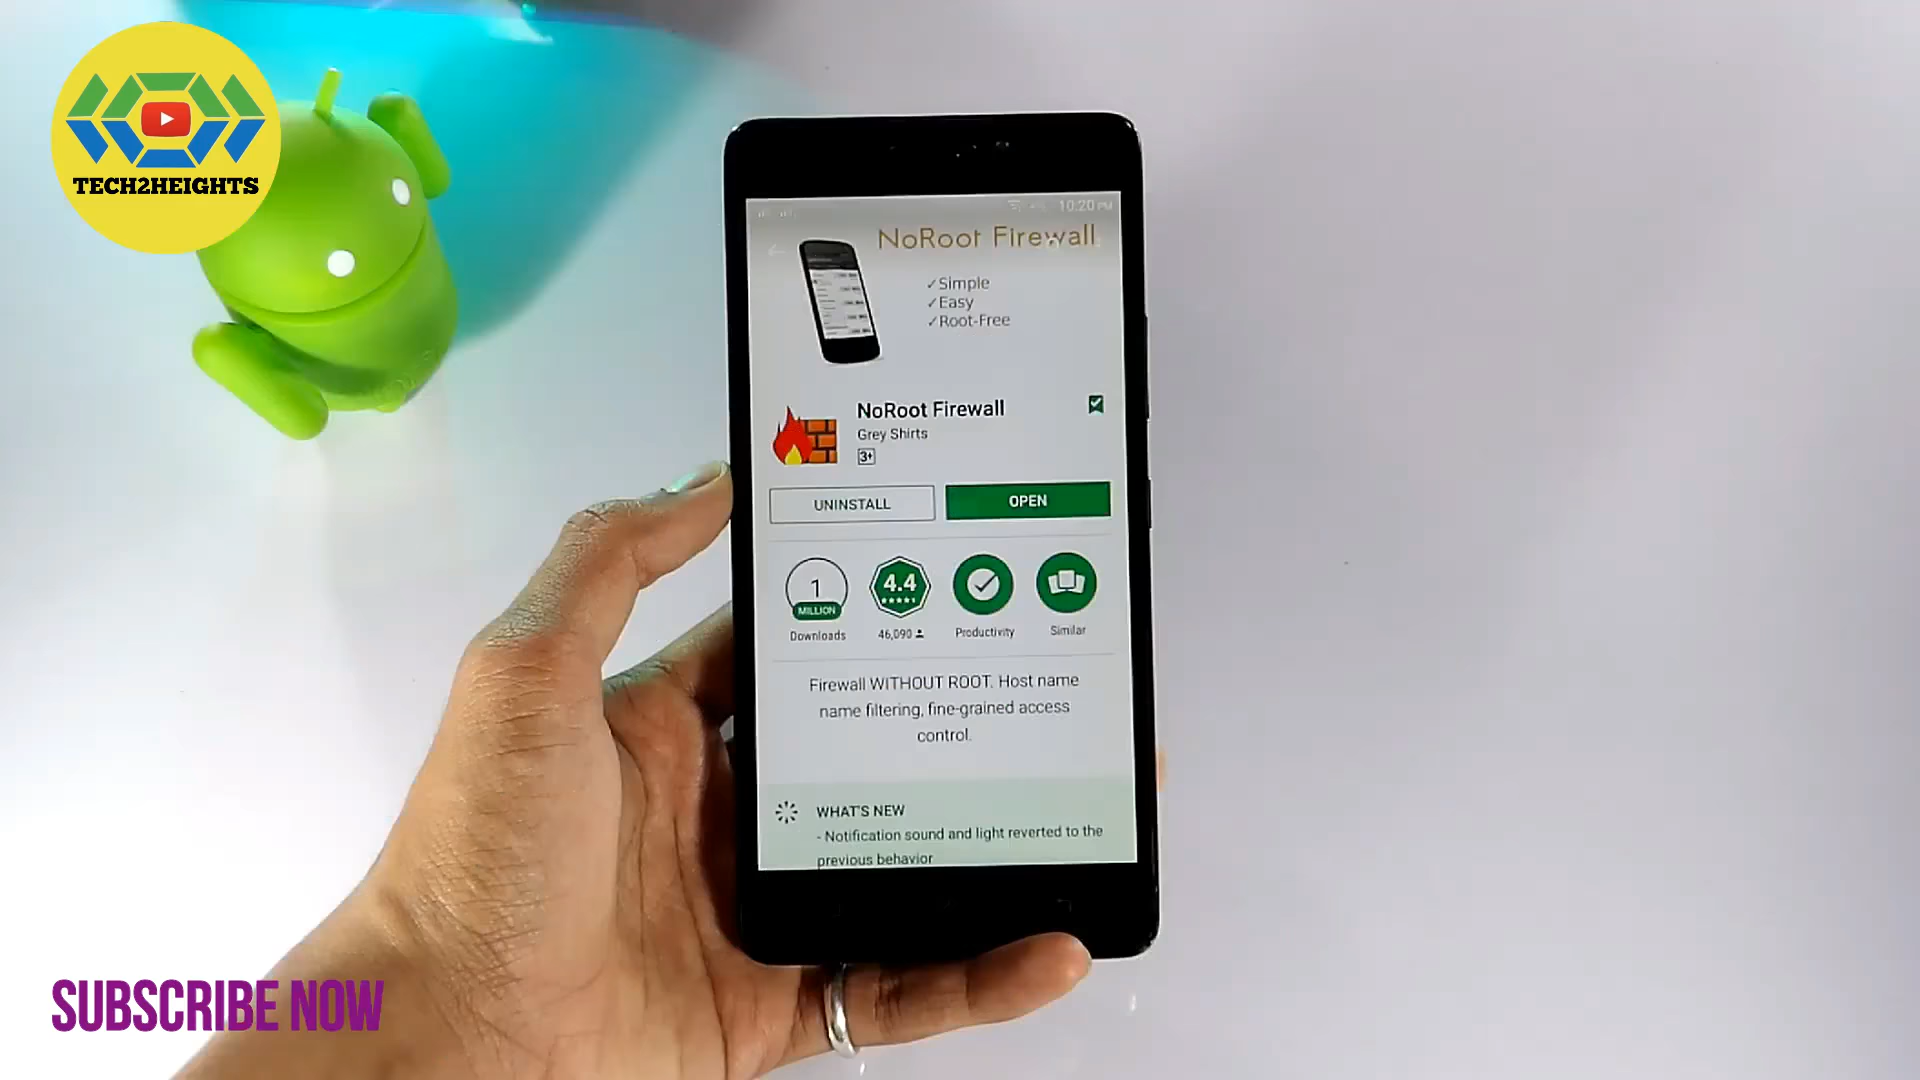 TECH2HEIGHTS
10:20 PM
NoRoot Firewall
✓Simple
✓Easy
✓Root-Free
NoRoot Firewall
Grey Shirts
3+
UNINSTALL
OPEN
1
MILLION
Downloads
4.4
46,090
Productivity
Similar
Firewall WITHOUT ROOT. Host name
name filtering, fine-grained access
control.
WHAT'S NEW
- Notification sound and light reverted to the
previous behavior
SUBSCRIBE NOW